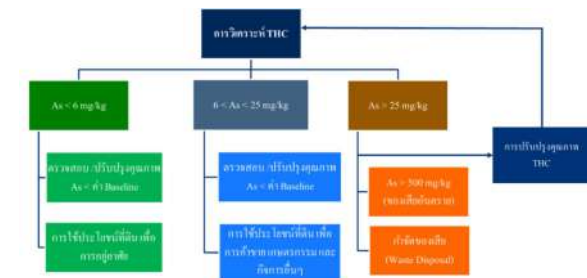 การวิเคราะห์ THC
As < 6 mg/kg
6 < As < 25 mg/kg
As > 25 mg/kg
การปรับปรุงคุณภาพ
THC
ตรวจสอบ /ปรับปรุงคุณภาพ
As < ค่า Baseline
ตรวจสอบ /ปรับปรุงคุณภาพ
As < ค่า Baseline
As > 500 mg/kg
(ของเสียอันตราย)
การใช้ประโยชน์ที่ดิน เพื่อ
การอยู่อาศัย
การใช้ประโยชน์ที่ดิน เพื่อ
การค้าขาย เกษตรกรรม และ
กิจการอื่นๆ
กำจัดของเสีย
(Waste Disposal)